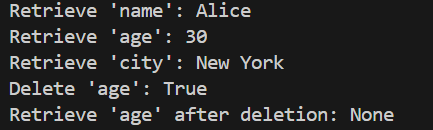 Retrieve 'name': Alice
Retrieve 'age': 30
Retrieve 'city': New York
Delete 'age': True
Retrieve 'age' after deletion: None